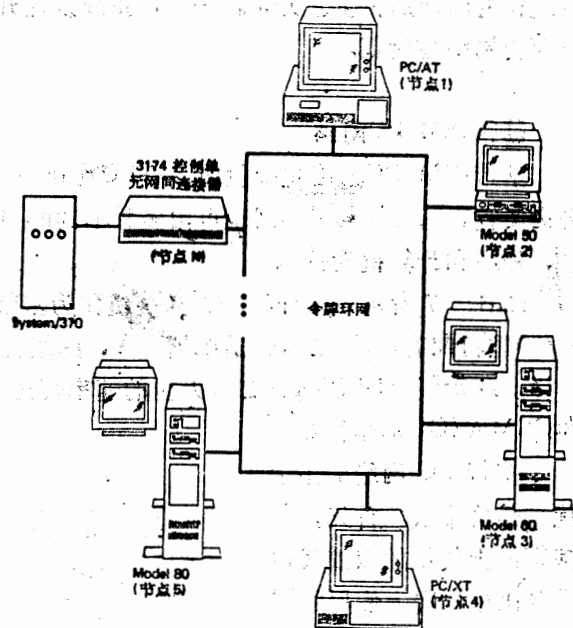 PC/AT
(节点1)
3174 控制单
元网间连接器
(节点 N)
System/370
Model 50
(节点 2)
令牌环网
Model 60
(节点 3)
Model 80
(节点 5)
PC/XT
(节点4)